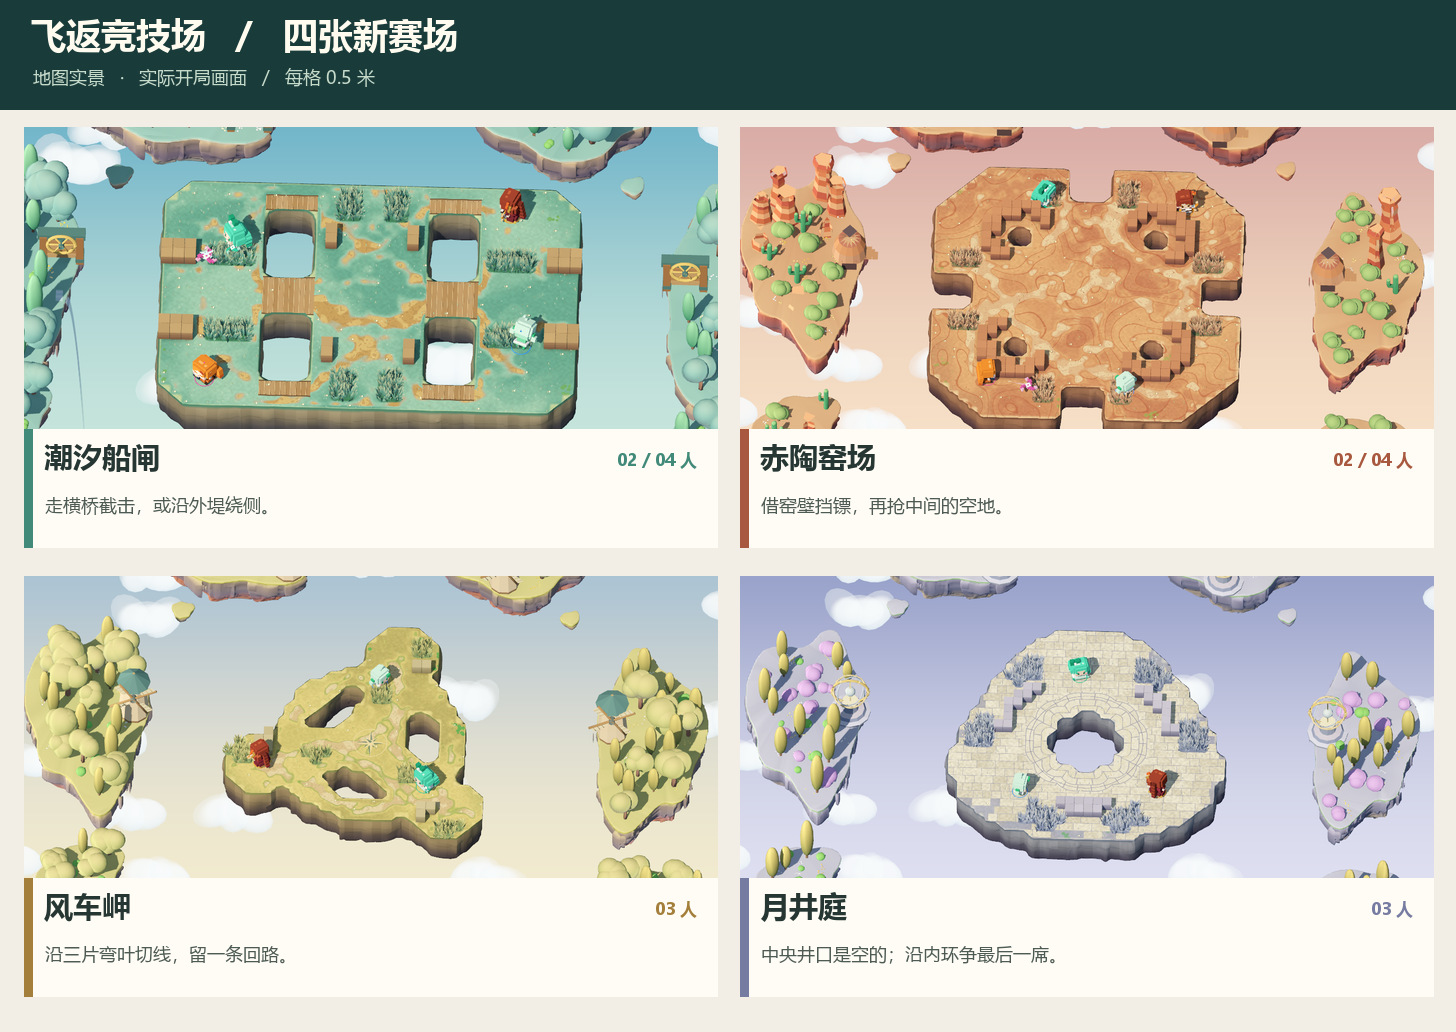 飞返竞技场 / 四张新赛场
地图实景 · 实际开局画面 / 每格 0.5 米
潮汐船闸
02 / 04 人
走横桥截击，或沿外堤绕侧。
赤陶窑场
02 / 04 人
借窑壁挡镖，再抢中间的空地。
风车岬
03 人
沿三片弯叶切线，留一条回路。
月井庭
03 人
中央井口是空的；沿内环争最后一席。